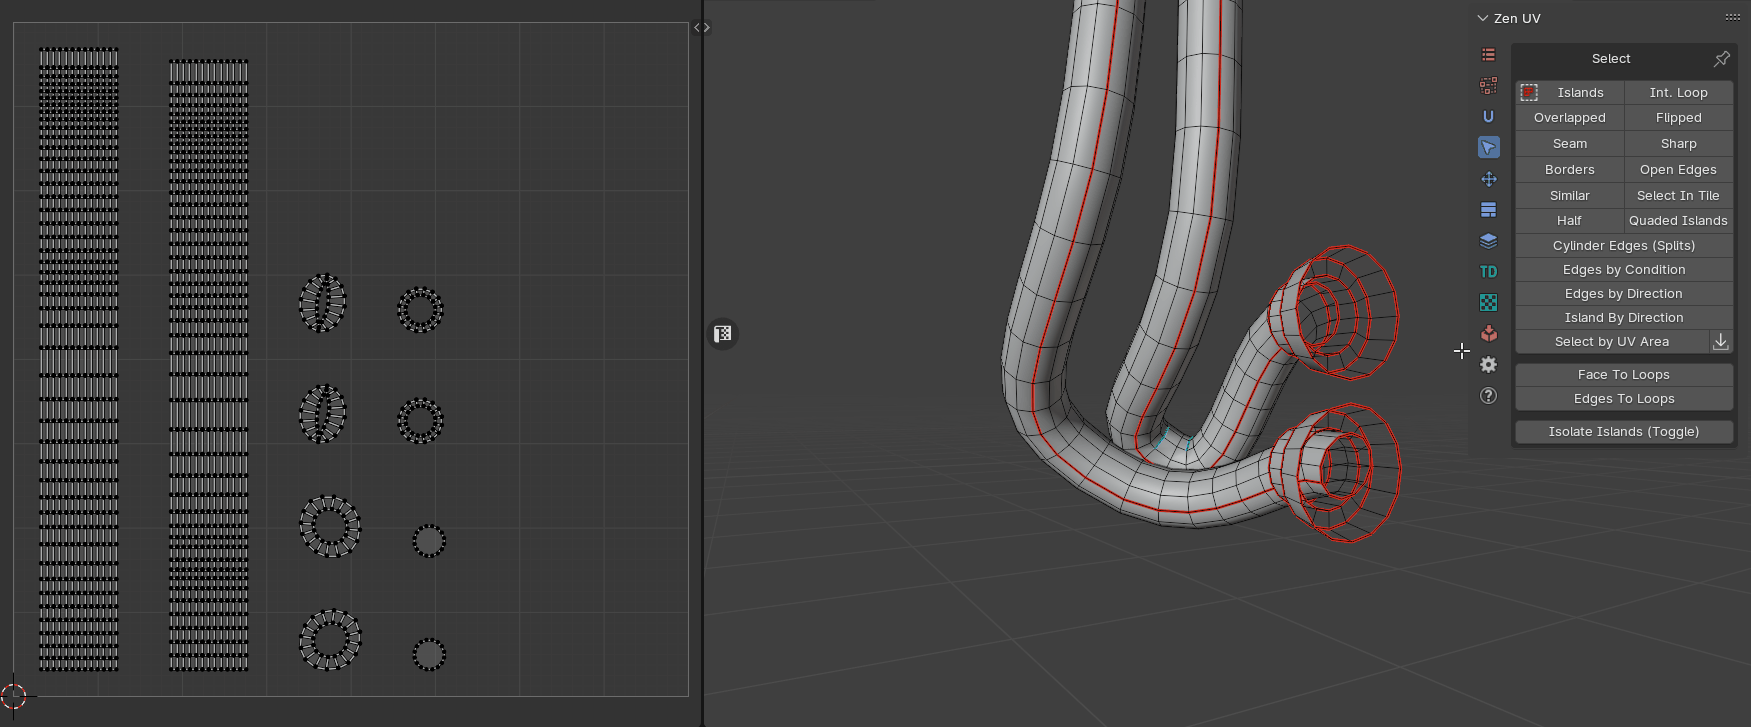 Zen UV
Select
Islands Int. Loop
Overlapped Flipped
Seam Sharp
Borders Open Edges
Similar Select In Tile
Half Quaded Islands
Cylinder Edges (Splits)
Edges by Condition
Edges by Direction
Island By Direction
TD
Select by UV Area
Face To Loops
Edges To Loops
Isolate Islands (Toggle)